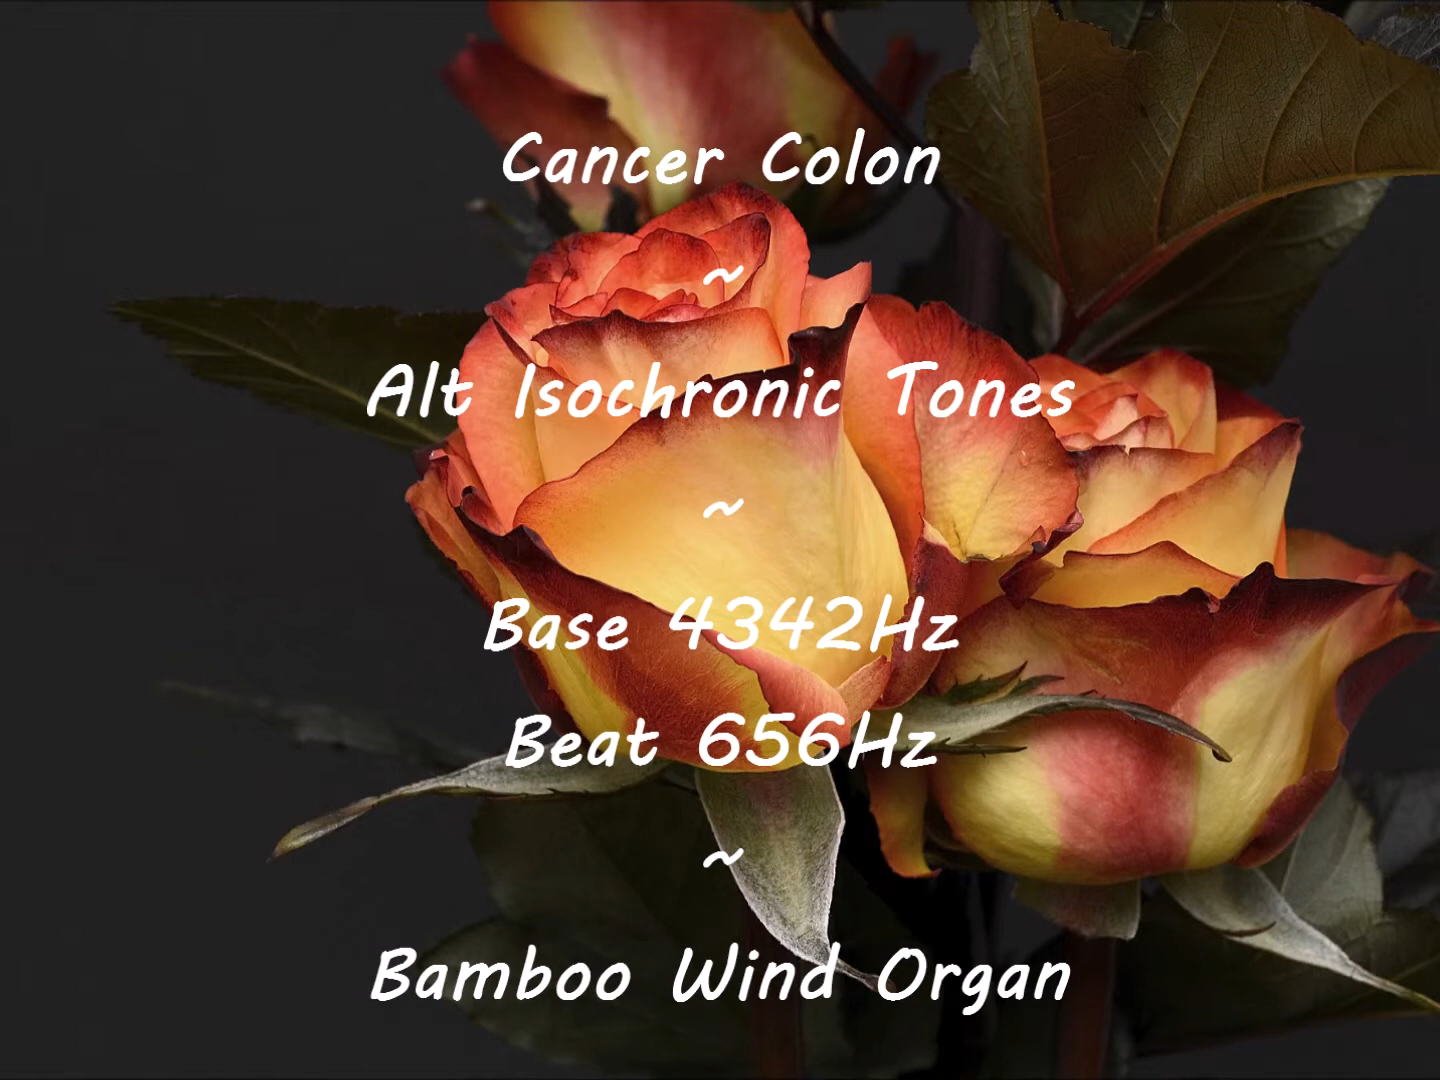 Cancer Colon
~
Alt Isochronic Tones
~
Base 4342Hz
Beat 656Hz
~
Bamboo Wind Organ